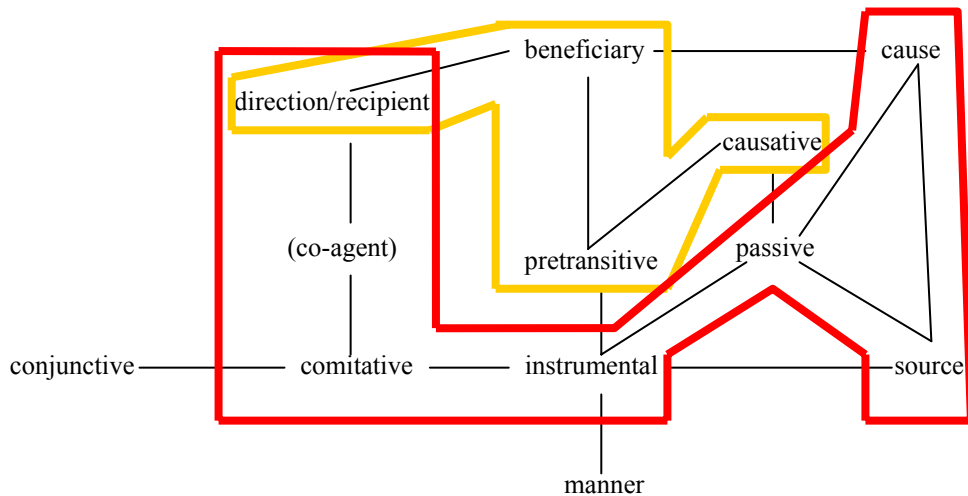 beneficiary
cause
direction/recipient
causative
(co-agent)
pretransitive
passive
conjunctive
comitative
instrumental
source
manner